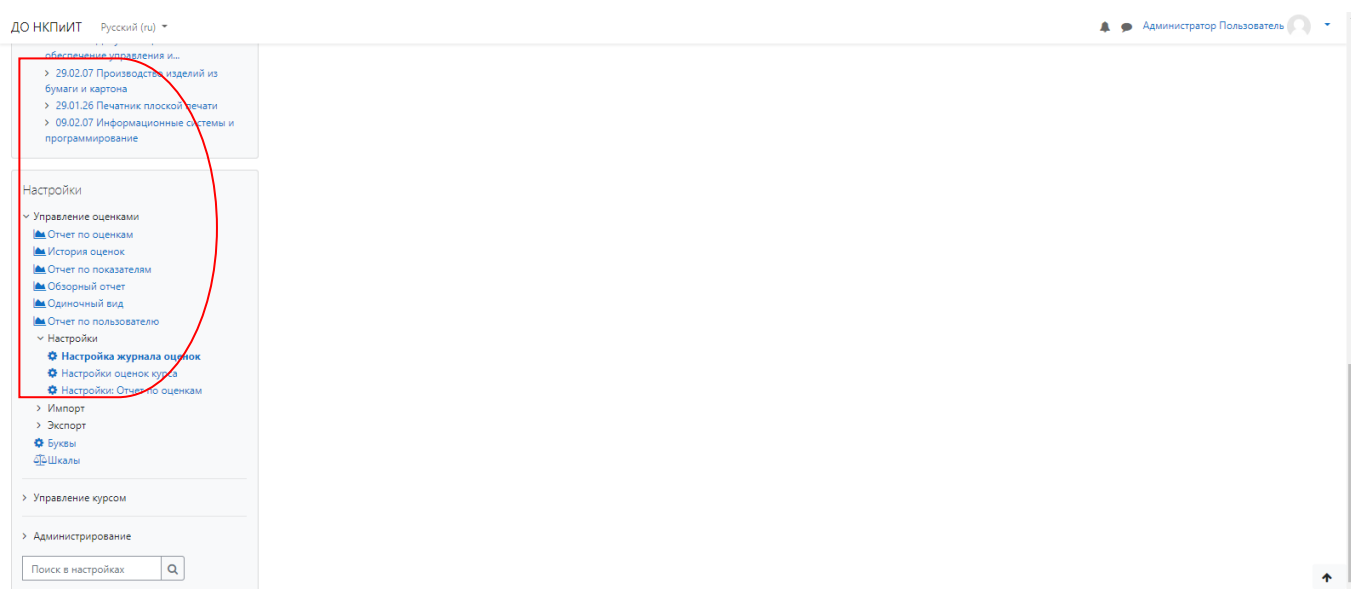 ДО НКПиИТ Русский (ru) Администратор Пользователь
обеспечение управления и...
29.02.07 Производство изделий из
бумаги и картона
29.01.26 Печатник плоской печати
09.02.07 Информационные системы и
программирование
Настройки
Управление оценками
Отчет по оценкам
История оценок
Отчет по показателям
Обзорный отчет
Одиночный вид
Отчет по пользователю
Настройки
Настройка журнала оценок
Настройки оценок курса
Настройки: Отчет по оценкам
Импорт
Экспорт
Буквы
Шкалы
Управление курсом
Администрирование
Поиск в настройках